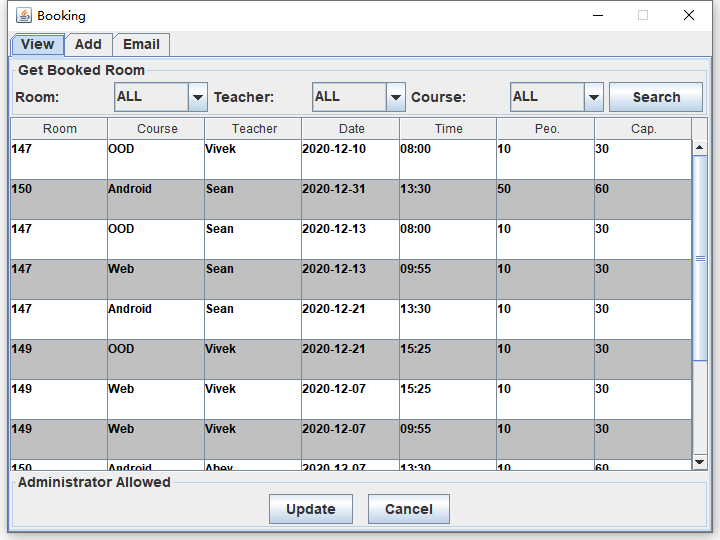 Booking
View Add Email
Get Booked Room
Room: ALL Teacher: ALL Course: ALL Search
Room Course Teacher Date Time Peo. Cap.
147 OOD Vivek 2020-12-10 08:00 10 30
150 Android Sean 2020-12-31 13:30 50 60
147 OOD Sean 2020-12-13 08:00 10 30
147 Web Sean 2020-12-13 09:55 10 30
147 Android Sean 2020-12-21 13:30 10 30
149 OOD Vivek 2020-12-21 15:25 10 30
149 Web Vivek 2020-12-07 15:25 10 30
149 Web Vivek 2020-12-07 09:55 10 30
150 Android Abey 2020-12-07 13:30 10 60
Administrator Allowed
Update Cancel